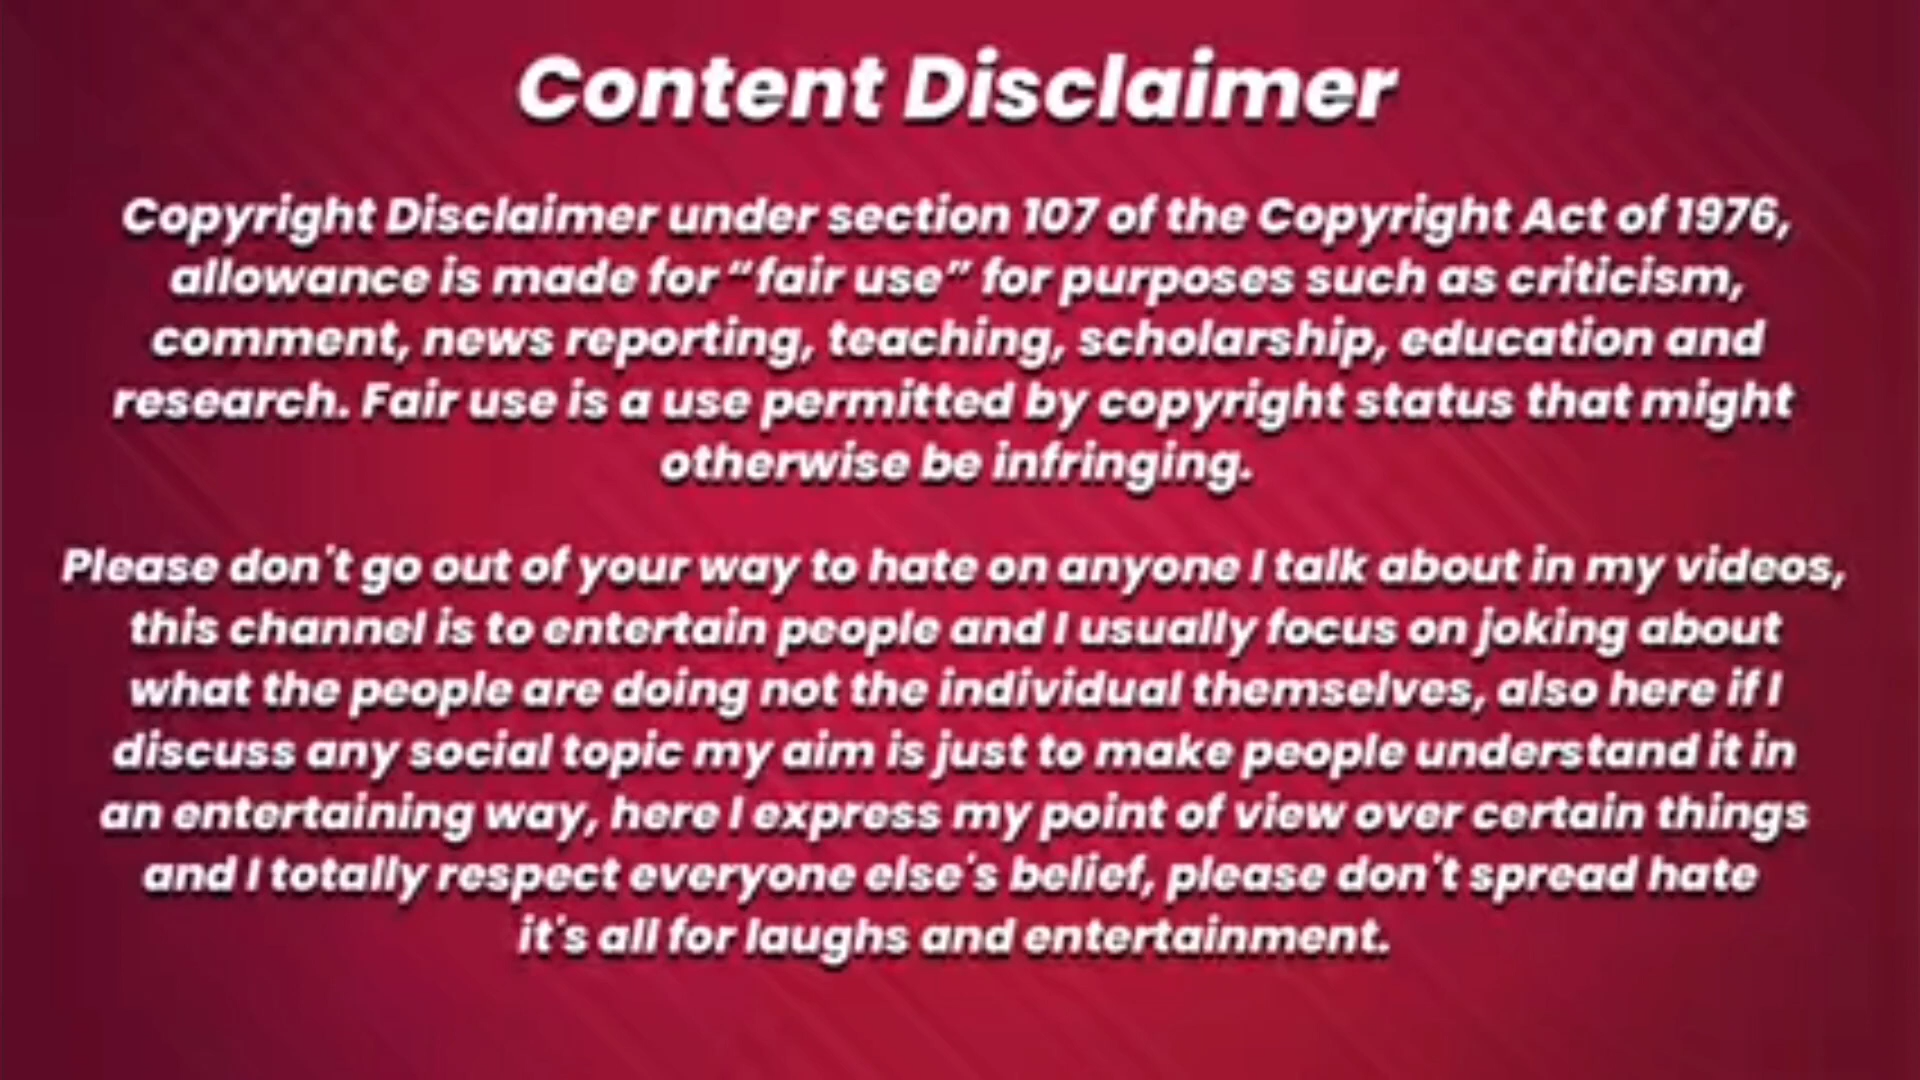 Content Disclaimer
Copyright Disclaimer under section 107 of the Copyright Act of 1976,
allowance is made for “fair use” for purposes such as criticism,
comment, news reporting, teaching, scholarship, education and
research. Fair use is a use permitted by copyright status that might
otherwise be infringing.
Please don't go out of your way to hate on anyone I talk about in my videos,
this channel is to entertain people and I usually focus on joking about
what the people are doing not the individual themselves, also here if I
discuss any social topic my aim is just to make people understand it in
an entertaining way, here I express my point of view over certain things
and I totally respect everyone else's belief, please don't spread hate
it's all for laughs and entertainment.